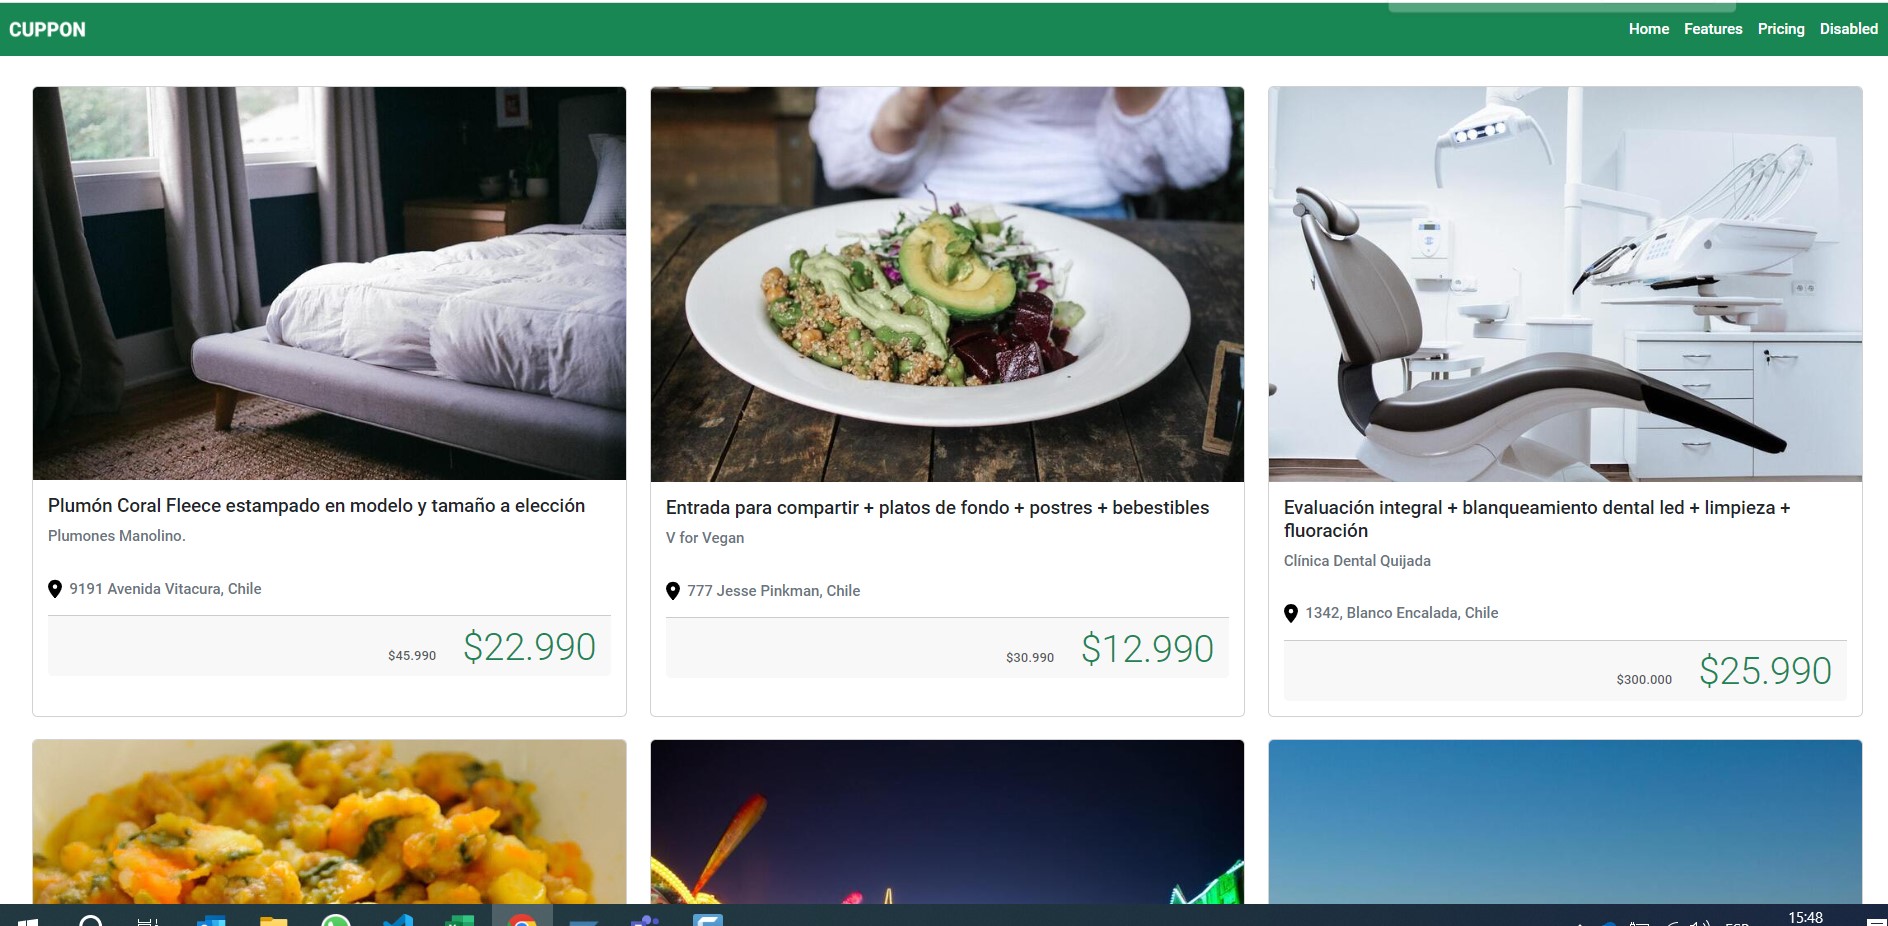 CUPPON
Home Features Pricing Disabled
Plumón Coral Fleece estampado en modelo y tamaño a elección
Plumones Manolino.
9191 Avenida Vitacura, Chile
$45.990 $22.990
Entrada para compartir + platos de fondo + postres + bebestibles
V for Vegan
777 Jesse Pinkman, Chile
$30.990 $12.990
Evaluación integral + blanqueamiento dental led + limpieza +
fluoración
Clínica Dental Quijada
1342, Blanco Encalada, Chile
$300.000 $25.990
15:48